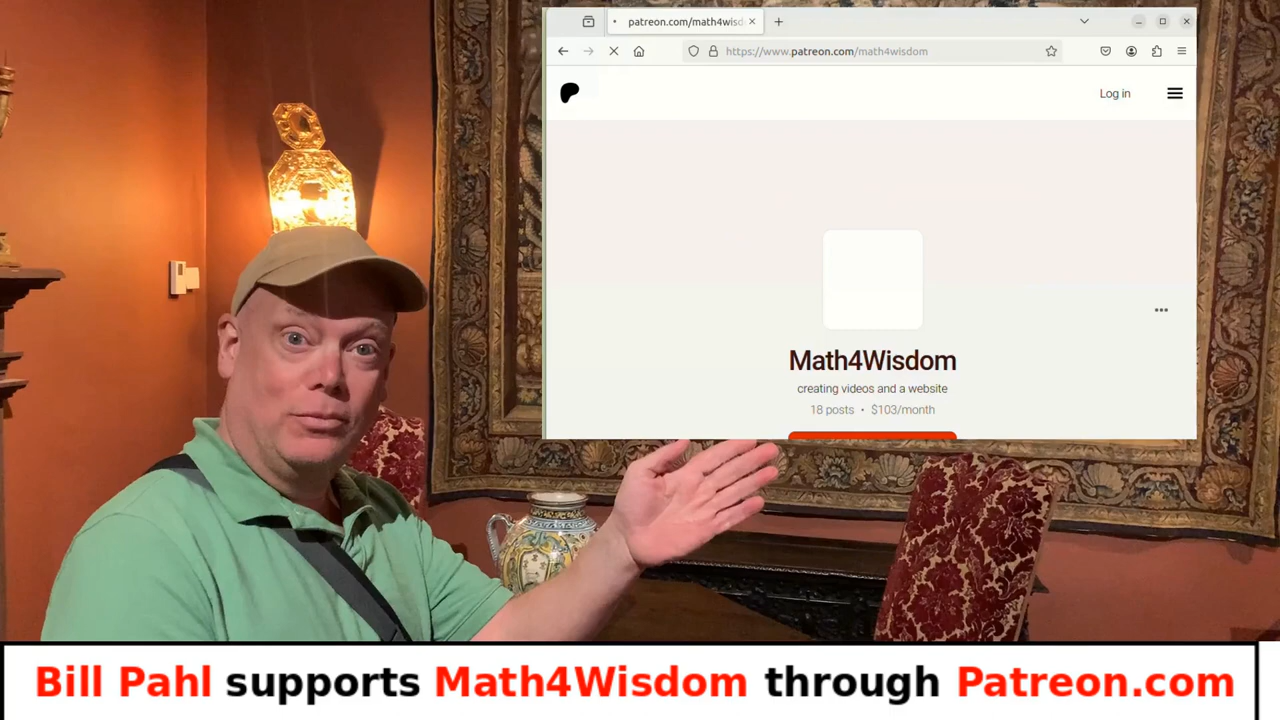 patreon.com/math4wisd
https://www.patreon.com/math4wisdom
Log in
Math4Wisdom
creating videos and a website
18 posts • $103/month
Bill Pahl supports Math4Wisdom through Patreon.com